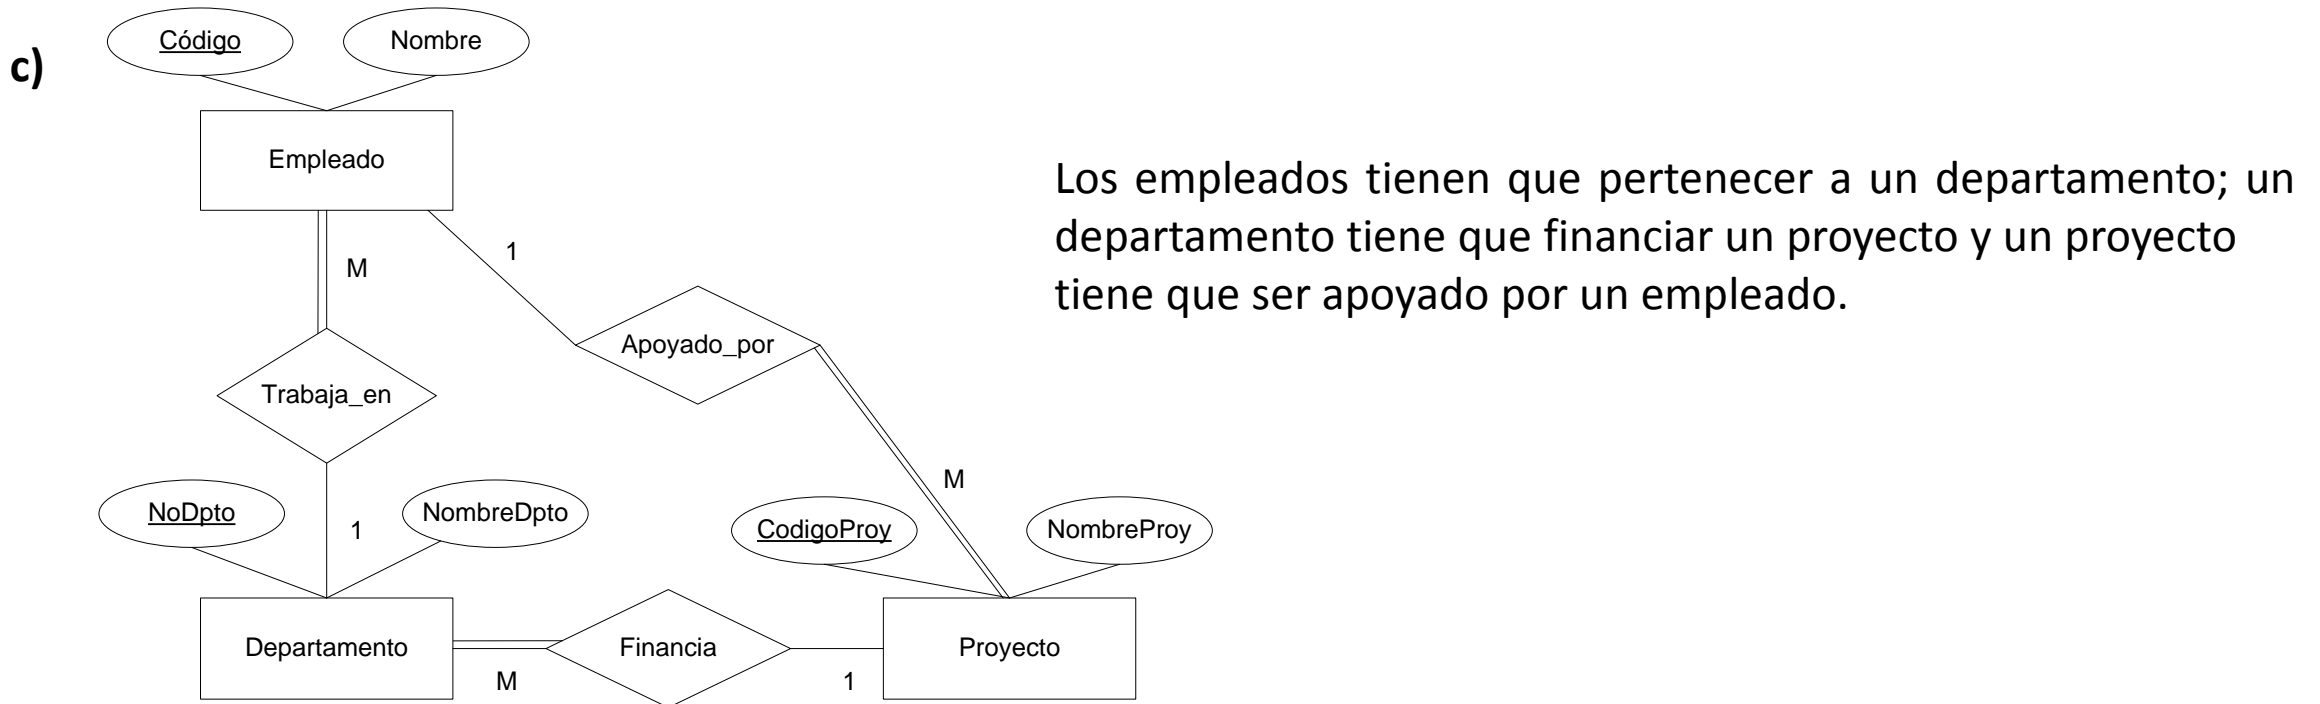 c)
Código
Nombre
Empleado
M
1
Apoyado_por
Trabaja_en
M
NoDpto
1
NombreDpto
CodigoProy
NombreProy
Departamento
M
Financia
1
Proyecto
Los empleados tienen que pertenecer a un departamento; un
departamento tiene que financiar un proyecto y un proyecto
tiene que ser apoyado por un empleado.